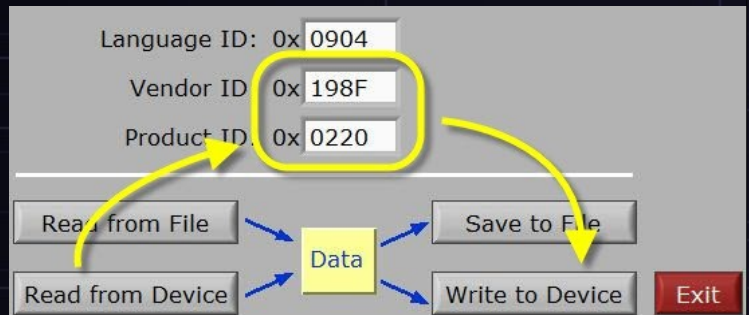 Language ID: 0x 0904
Vendor ID 0x 198F
Product ID: 0x 0220
Read from File
Save to File
Data
Read from Device
Write to Device
Exit